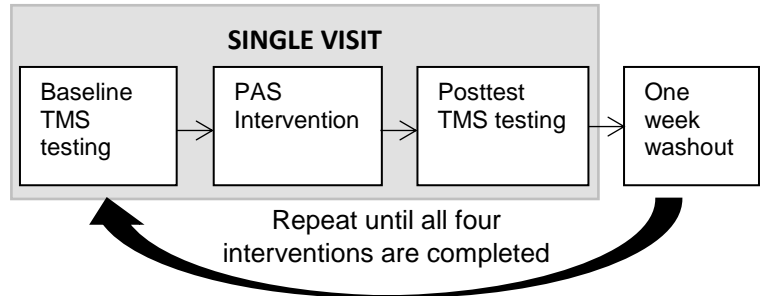 SINGLE VISIT
Baseline
TMS
testing
PAS
Intervention
Posttest
TMS testing
One
week
washout
Repeat until all four
interventions are completed